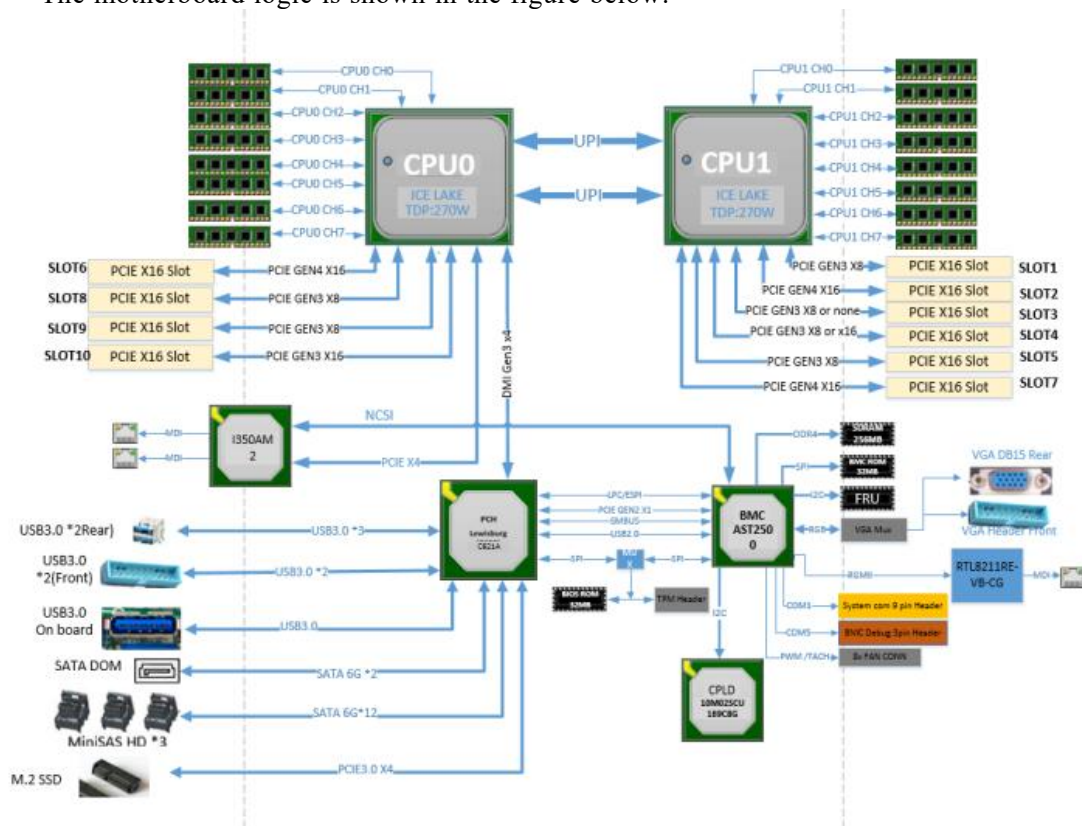 The motherboard logic is shown in the figure below:
CPU0 CH0
CPU0 CH1
CPU0 CH2
CPU0 CH3
CPU0 CH4
CPU0 CH5
CPU0 CH6
CPU0 CH7
CPU0
ICE LAKE
TDP:270W
UPI
UPI
CPU1
ICE LAKE
TDP:270W
CPU1 CH0
CPU1 CH1
CPU1 CH2
CPU1 CH3
CPU1 CH4
CPU1 CH5
CPU1 CH6
CPU1 CH7
SLOT6
PCIE X16 Slot
PCIE GEN4 X16
SLOT8
PCIE X16 Slot
PCIE GEN3 X8
SLOT9
PCIE X16 Slot
PCIE GEN3 X8
SLOT10
PCIE X16 Slot
PCIE GEN3 X16
PCIE GEN3 X8
PCIE X16 Slot
SLOT1
PCIE GEN4 X16
PCIE X16 Slot
SLOT2
PCIE GEN3 X8 or none
PCIE X16 Slot
SLOT3
PCIE GEN3 X8 or x16
PCIE X16 Slot
SLOT4
PCIE GEN3 X8
PCIE X16 Slot
SLOT5
PCIE GEN4 X16
PCIE X16 Slot
SLOT7
DMI Gen3 x4
NCSI
MDI
MDI
I350AM
2
PCIE X4
PCH
Lewisburg
C621A
LPC/ESPI
PCIE GEN2 X1
SMBUS
USB2.0
SPI
SPI
BIOS ROM
32MB
TPM Header
BMC
AST250
0
DDR4
SDRAM
256MB
SPI
BMC ROM
32MB
I2C
FRU
RGB
VGA Mux
VGA DB15 Rear
VGA Header Front
RGMII
RTL8211RE-
VB-CG
MDI
COM1
System com 9 pin Header
COM5
BMC Debug 3pin Header
PWM /TACH
8x FAN CONN
I2C
CPLD
10M02SCU
169C8G
USB3.0 *2Rear)
USB3.0 *3
USB3.0
*2(Front)
USB3.0 *2
USB3.0
On board
USB3.0
SATA DOM
SATA 6G *2
MiniSAS HD *3
SATA 6G*12
M.2 SSD
PCIE3.0 X4